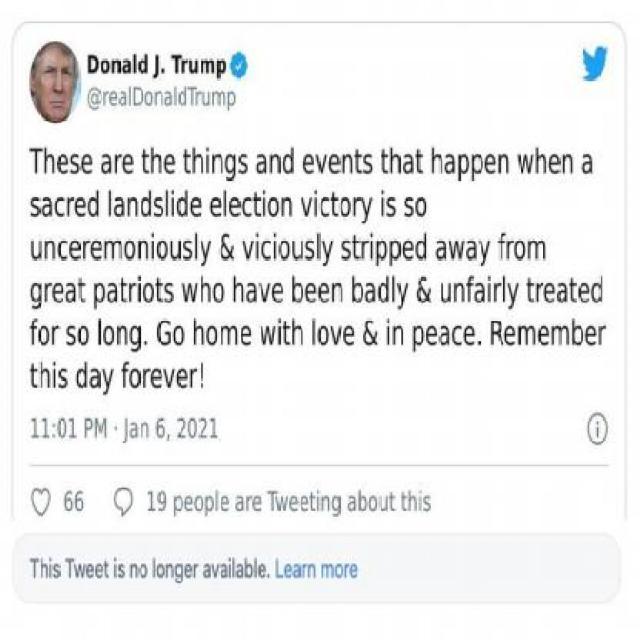 Donald J. Trump
@realDonaldTrump
These are the things and events that happen when a
sacred landslide election victory is so
unceremoniously & viciously stripped away from
great patriots who have been badly & unfairly treated
for so long. Go home with love & in peace. Remember
this day forever!
11:01 PM · Jan 6, 2021
66 19 people are Tweeting about this
This Tweet is no longer available. Learn more